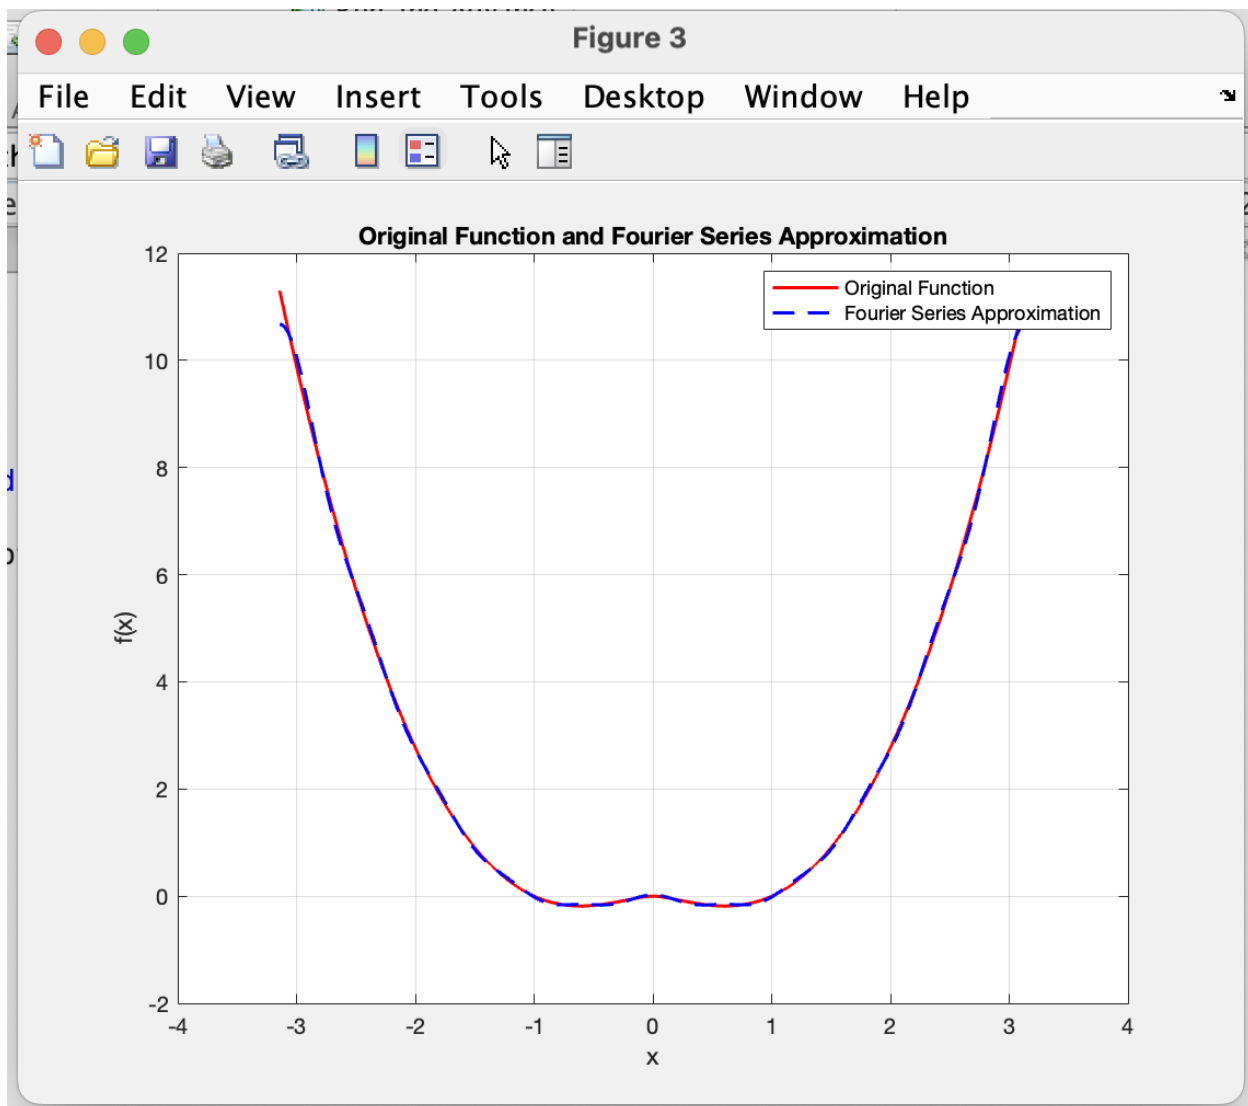 Figure 3
File Edit View Insert Tools Desktop Window Help
Original Function and Fourier Series Approximation
Original Function
Fourier Series Approximation
12
10
8
6
4
2
0
-2
f(x)
-4 -3 -2 -1 0 1 2 3 4
x